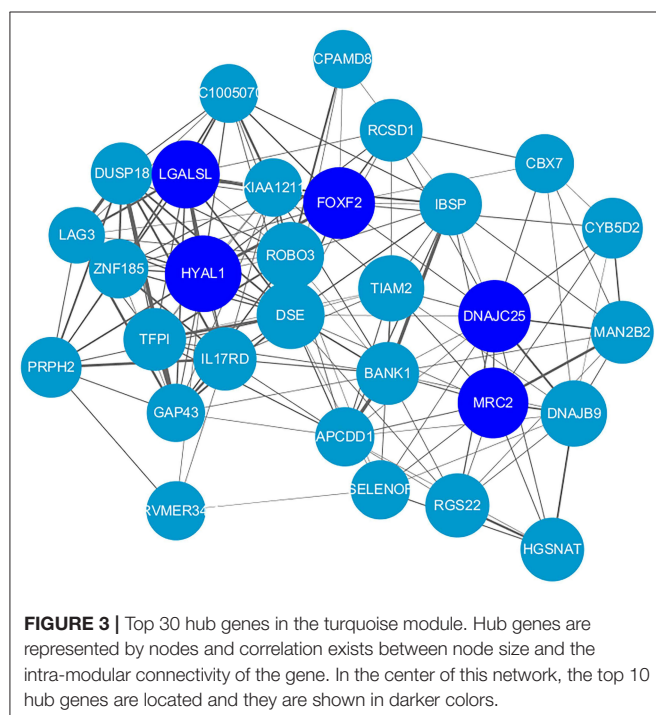 CPAMD8
C1005070
RCSD1
CBX7
DUSP18
LGALSL
KIAA1211
FOXF2
IBSP
CYB5D2
LAG3
ZNF185
HYAL1
ROBO3
TIAM2
DNAJC25
MAN2B2
DSE
TFPI
IL17RD
PRPH2
BANK1
MRC2
DNAJB9
GAP43
APCDD1
SELENOP
RGS22
RVMER34
HGSNAT
FIGURE 3 | Top 30 hub genes in the turquoise module. Hub genes are
represented by nodes and correlation exists between node size and the
intra-modular connectivity of the gene. In the center of this network, the top 10
hub genes are located and they are shown in darker colors.